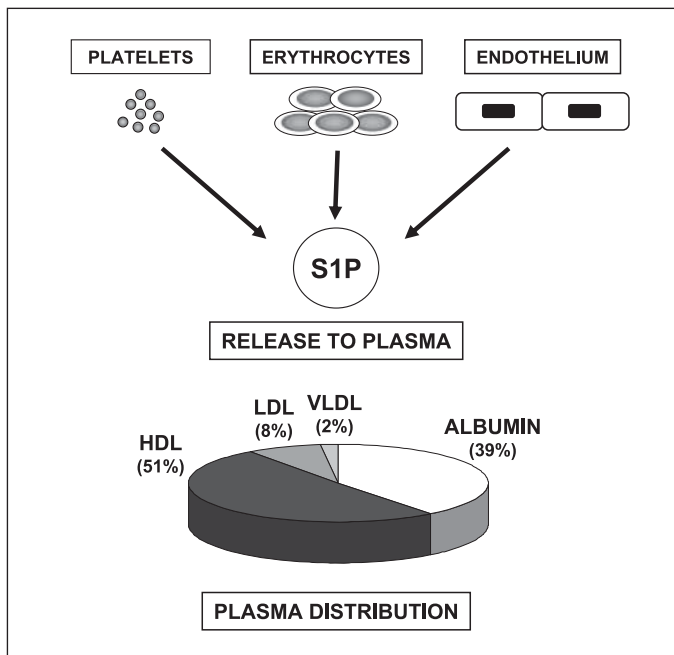 PLATELETS
ERYTHROCYTES
ENDOTHELIUM
S1P
RELEASE TO PLASMA
HDL
(51%)
LDL
(8%)
VLDL
(2%)
ALBUMIN
(39%)
PLASMA DISTRIBUTION